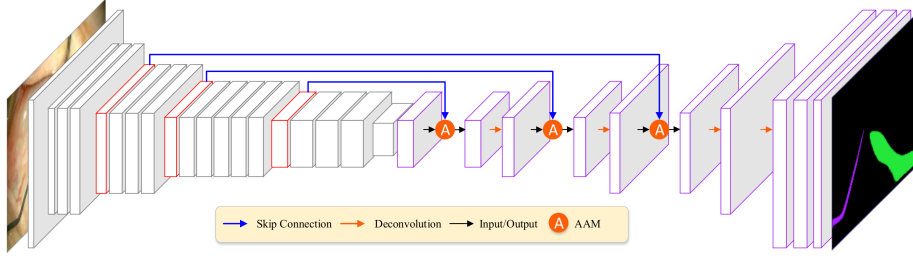 A
A
A
Skip Connection
Deconvolution
Input/Output
A
AAM